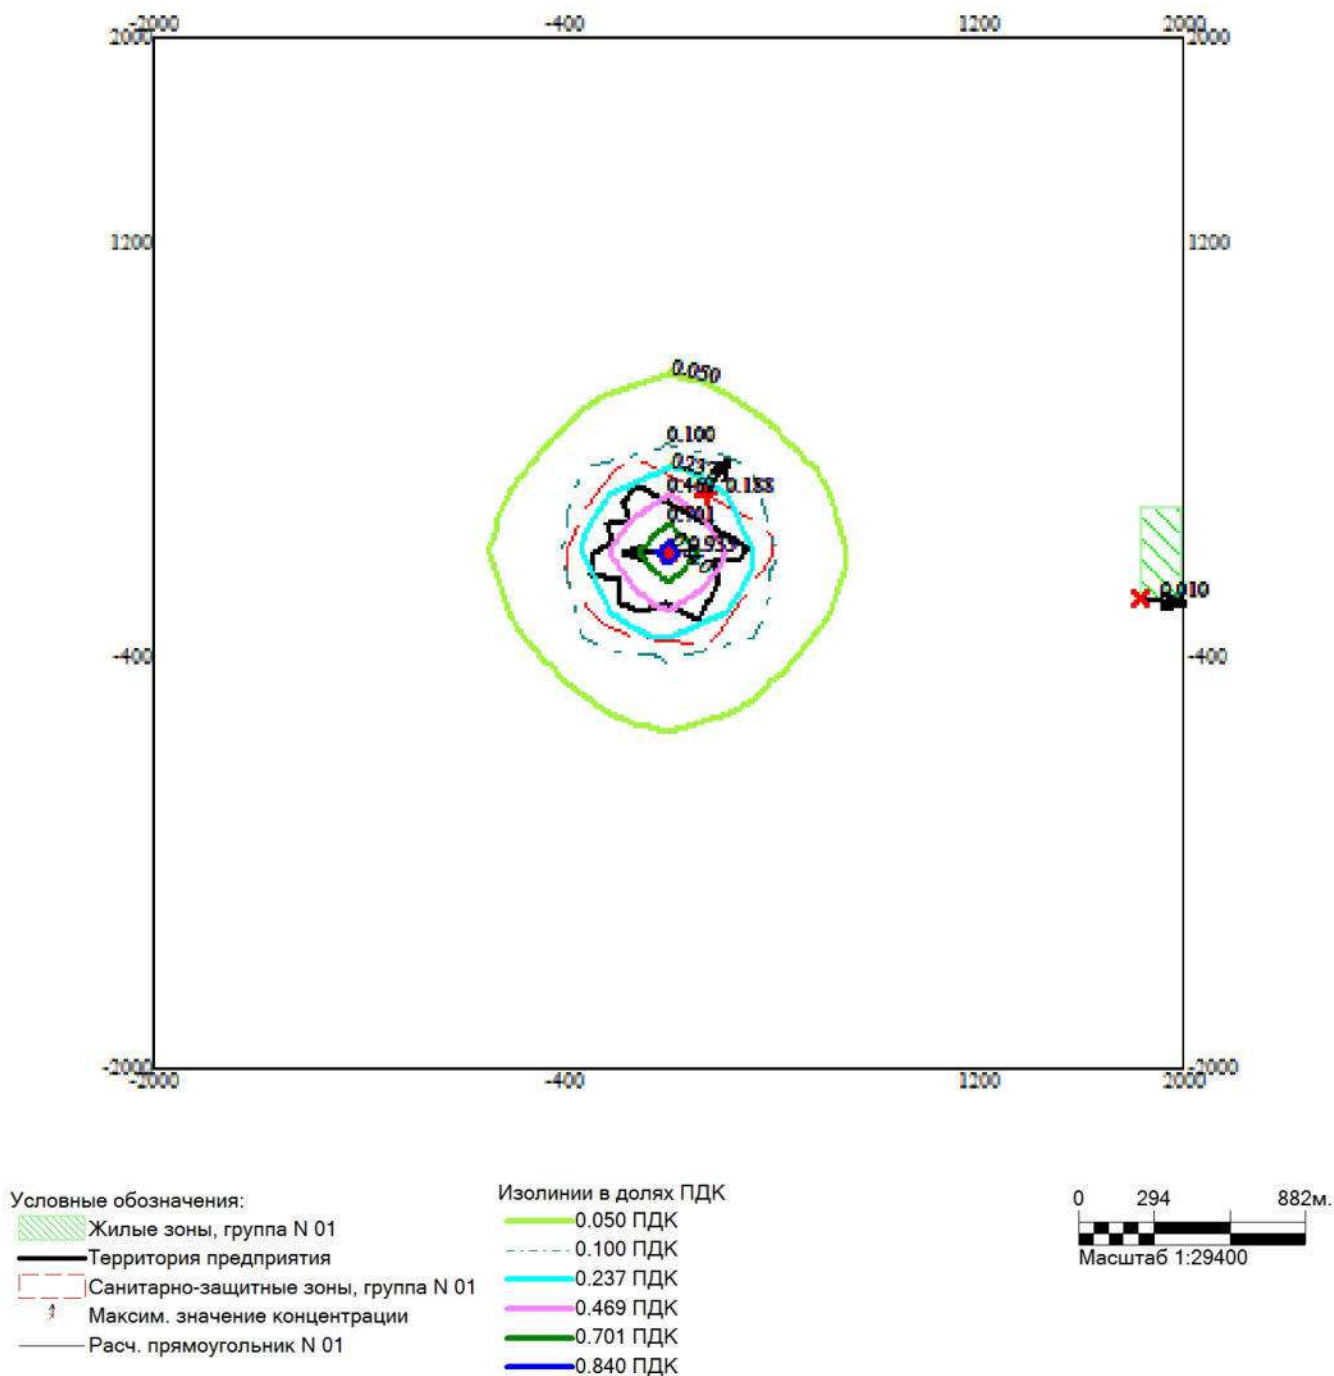 -2000 -400 1200 2000
2000 2000
1200 1200
0.050
0.100
0.237
0.469 0.188
0.701
0.010
-400 -400
-2000 -2000
-2000 -400 1200 2000
Условные обозначения:
Жилые зоны, группа N 01
Территория предприятия
Санитарно-защитные зоны, группа N 01
Максим. значение концентрации
Расч. прямоугольник N 01
Изолинии в долях ПДК
0.050 ПДК
0.100 ПДК
0.237 ПДК
0.469 ПДК
0.701 ПДК
0.840 ПДК
0 294 882м.
Масштаб 1:29400